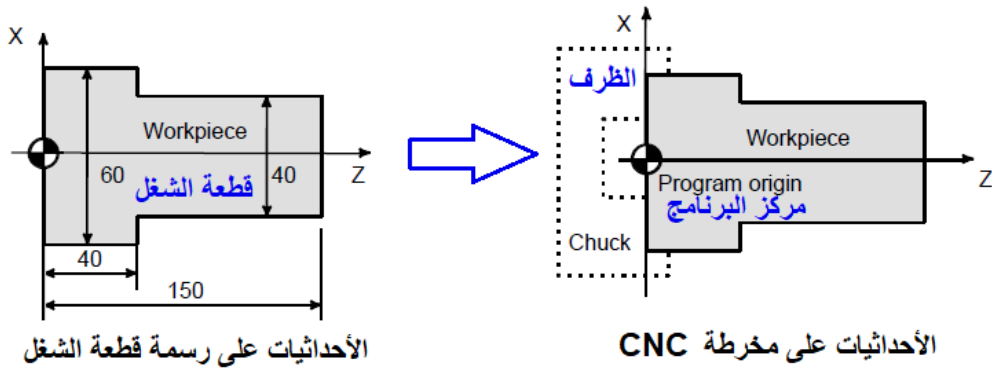 X
Workpiece
Z
60
قطعة الشغل
40
40
150
الأحداثيات على رسمة قطعة الشغل
X
الظرف
Workpiece
Z
Program origin
مركز البرنامج
Chuck
الأحداثيات على مخرطة CNC